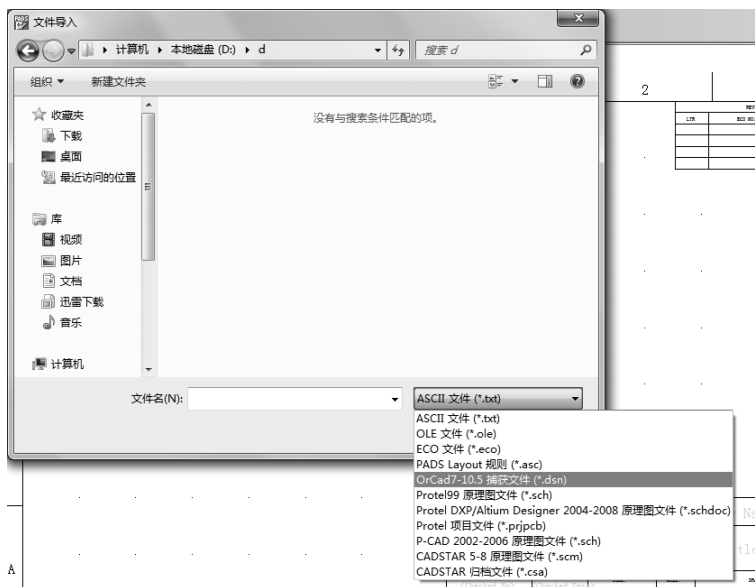 文件导入
计算机 本地磁盘 (D:) d
搜索 d
组织 新建文件夹
收藏夹
下载
桌面
最近访问的位置
库
视频
图片
文档
迅雷下载
音乐
计算机
没有与搜索条件匹配的项。
文件名(N):
ASCII 文件 (*.txt)
ASCII 文件 (*.txt)
OLE 文件 (*.ole)
ECO 文件 (*.eco)
PADS Layout 规则 (*.asc)
OrCad7-10.5 捕获文件 (*.dsn)
Protel99 原理图文件 (*.sch)
Protel DXP/Altium Designer 2004-2008 原理图文件 (*.schdoc)
Protel 项目文件 (*.prjpcb)
P-CAD 2002-2006 原理图文件 (*.sch)
CADSTAR 5-8 原理图文件 (*.scm)
CADSTAR 归档文件 (*.csa)
2
LTR
A